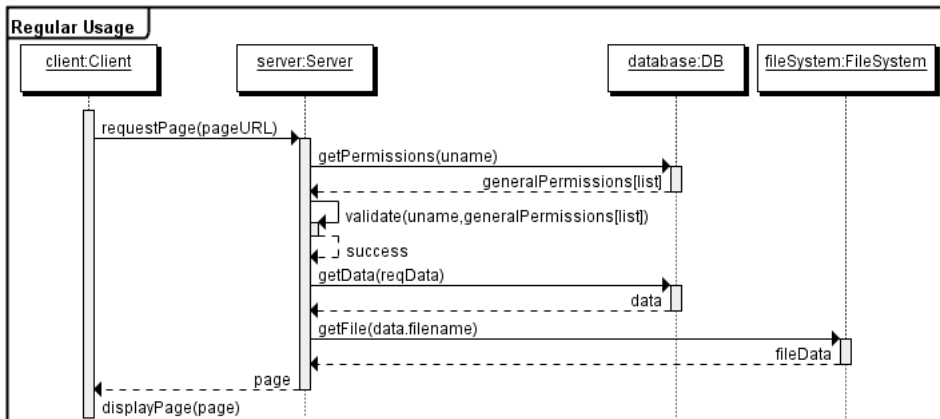 Regular Usage
client:Client
server:Server
database:DB
fileSystem:FileSystem
requestPage(pageURL)
getPermissions(uname)
generalPermissions[list]
validate(uname,generalPermissions[list])
success
getData(reqData)
data
getFile(data.filename)
fileData
page
displayPage(page)